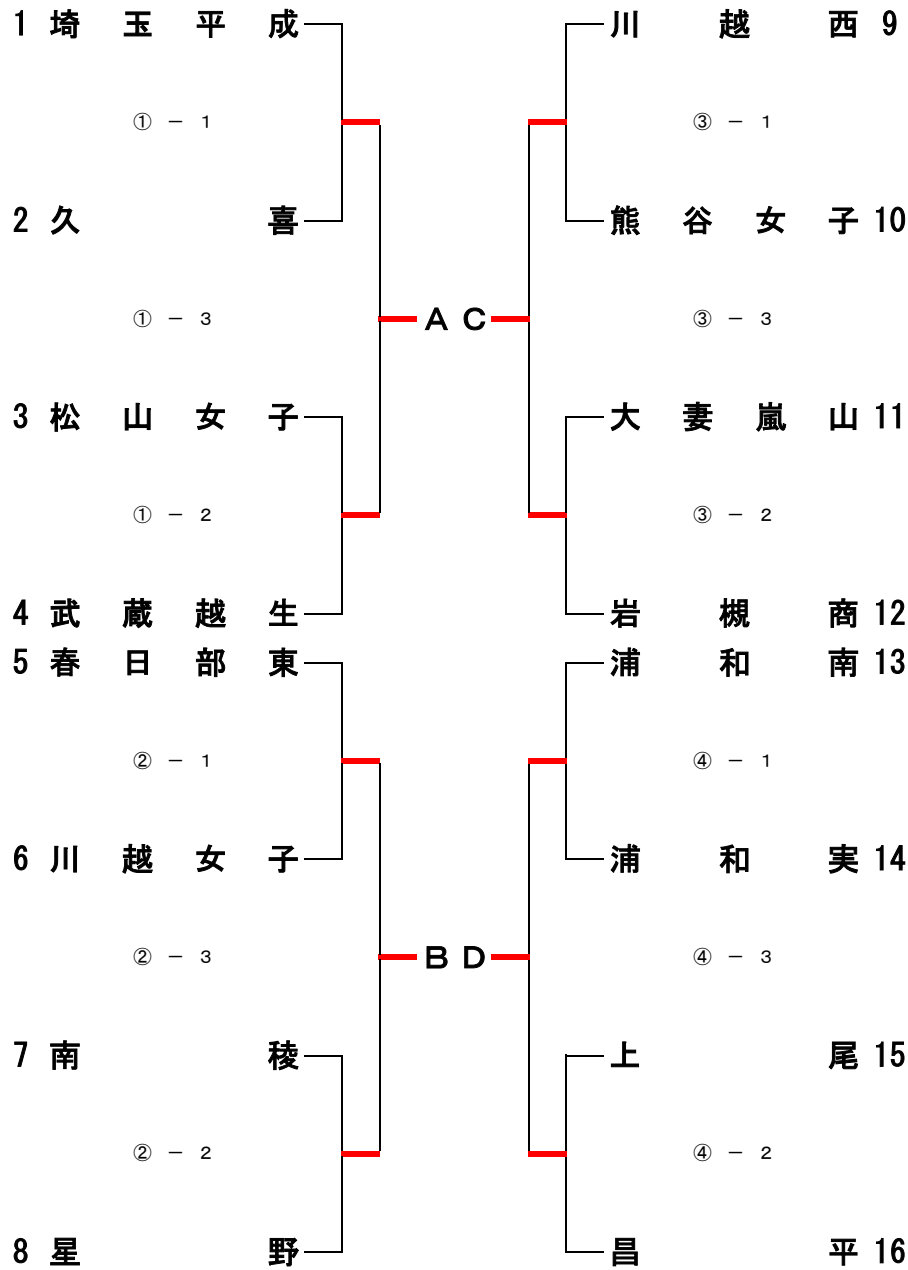 1 埼玉平成 川越西 9
①－1 ③－1
2 久喜 熊谷女子 10
①－3 A C ③－3
3 松山女子 大妻嵐山 11
①－2 ③－2
4 武蔵越生 岩槻商 12
5 春日部東 浦和南 13
②－1 ④－1
6 川越女子 浦和実 14
②－3 B D ④－3
7 南稜 上尾 15
②－2 ④－2
8 星野 昌平 16